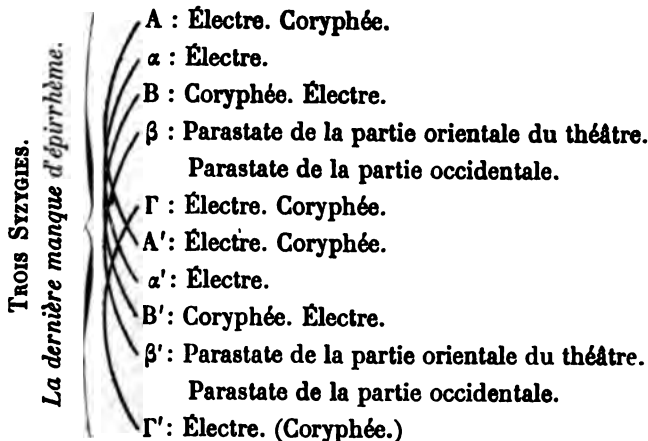 TROIS SYZYGIES.
La dernière manque d'épirrhème.
A : Électre. Coryphée.
α : Électre.
B : Coryphée. Électre.
β : Parastate de la partie orientale du théâtre.
Parastate de la partie occidentale.
Γ : Électre. Coryphée.
A′ : Électre. Coryphée.
α′ : Électre.
B′ : Coryphée. Électre.
β′ : Parastate de la partie orientale du théâtre.
Parastate de la partie occidentale.
Γ′ : Électre. (Coryphée.)